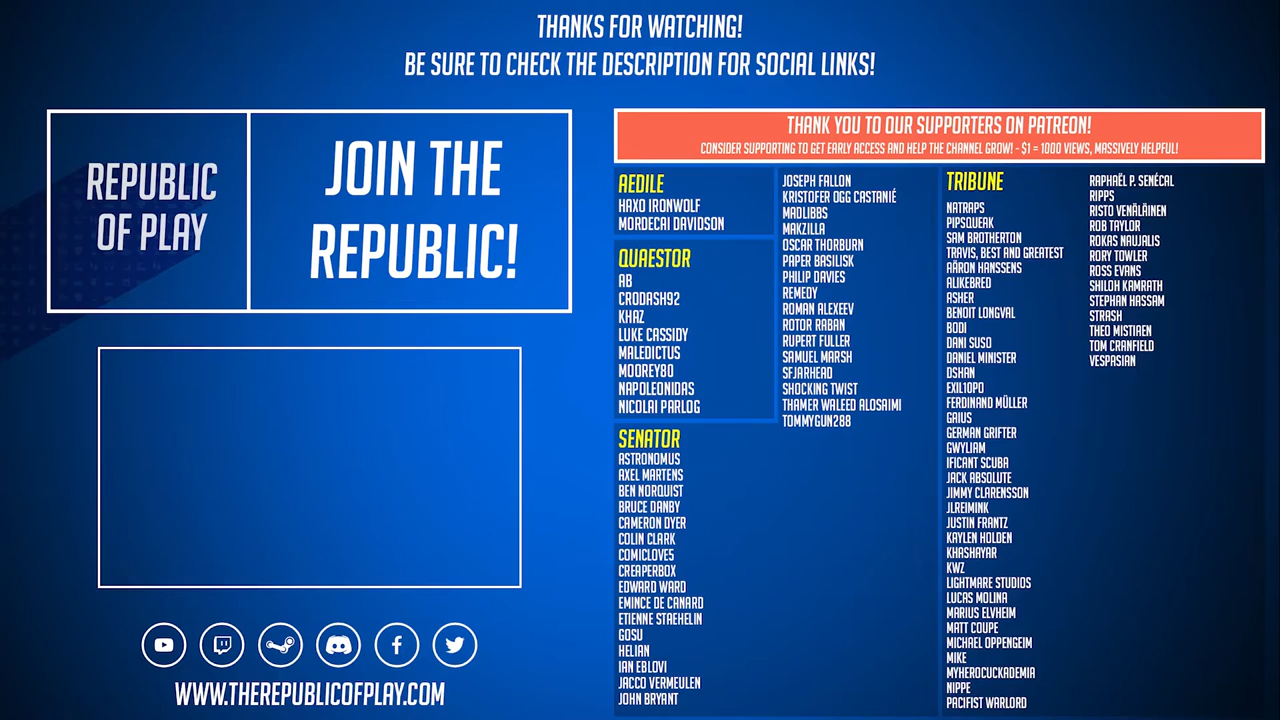 THANKS FOR WATCHING!
BE SURE TO CHECK THE DESCRIPTION FOR SOCIAL LINKS!
REPUBLIC
OF PLAY
JOIN THE
REPUBLIC!
WWW.THEREPUBLICOFPLAY.COM
THANK YOU TO OUR SUPPORTERS ON PATREON!
CONSIDER SUPPORTING TO GET EARLY ACCESS AND HELP THE CHANNEL GROW! - $1 = 1000 VIEWS, MASSIVELY HELPFUL!
AEDILE
HAXO IRONWOLF
MORDECAI DAVIDSON
QUAESTOR
AB
CRODASH92
KHAZ
LUKE CASSIDY
MALEDICTUS
MOOREY80
NAPOLEONIDAS
NICOLAI PARLOG
SENATOR
ASTRONOMUS
AXEL MARTENS
BEN NORQUIST
BRUCE DANBY
CAMERON DYER
COLIN CLARK
COMICLOVE5
CREAPERBOX
EDWARD WARD
EMINCE DE CANARD
ETIENNE STAEHELIN
GOSU
HELIAN
IAN EBLOVI
JACCO VERMEULEN
JOHN BRYANT
JOSEPH FALLON
KRISTOFER OGG CASTANIÉ
MADLIBBS
MAKZILLA
OSCAR THORBURN
PAPER BASILISK
PHILIP DAVIES
REMEDY
ROMAN ALEXEEV
ROTOR RABAN
RUPERT FULLER
SAMUEL MARSH
SFJARHEAD
SHOCKING TWIST
THAMER WALEED ALOSAIMI
TOMMYGUN288
TRIBUNE
NATRAPS
PIPSQUEAK
SAM BROTHERTON
TRAVIS, BEST AND GREATEST
AÄRON HANSSENS
ALIKEBRED
ASHER
BENOIT LONGVAL
BODI
DANI SUSO
DANIEL MINISTER
DSHAN
EXIL10PO
FERDINAND MÜLLER
GAIUS
GERMAN GRIFTER
GWYLIAM
IFICANT SCUBA
JACK ABSOLUTE
JIMMY CLARENSSON
JLREIMINK
JUSTIN FRANTZ
KAYLEN HOLDEN
KHASHAYAR
KWZ
LIGHTMARE STUDIOS
LUCAS MOLINA
MARIUS ELVHEIM
MATT COUPE
MICHAEL OPPENGEIM
MIKE
MYHEROCUCKADEMIA
NIPPE
PACIFIST WARLORD
RAPHAËL P. SENÉCAL
RIPPS
RISTO VENÄLÄINEN
ROB TAYLOR
ROKAS NAUJALIS
RORY TOWLER
ROSS EVANS
SHILOH KAMRATH
STEPHAN HASSAM
STRASH
THEO MISTIAEN
TOM CRANFIELD
VESPASIAN